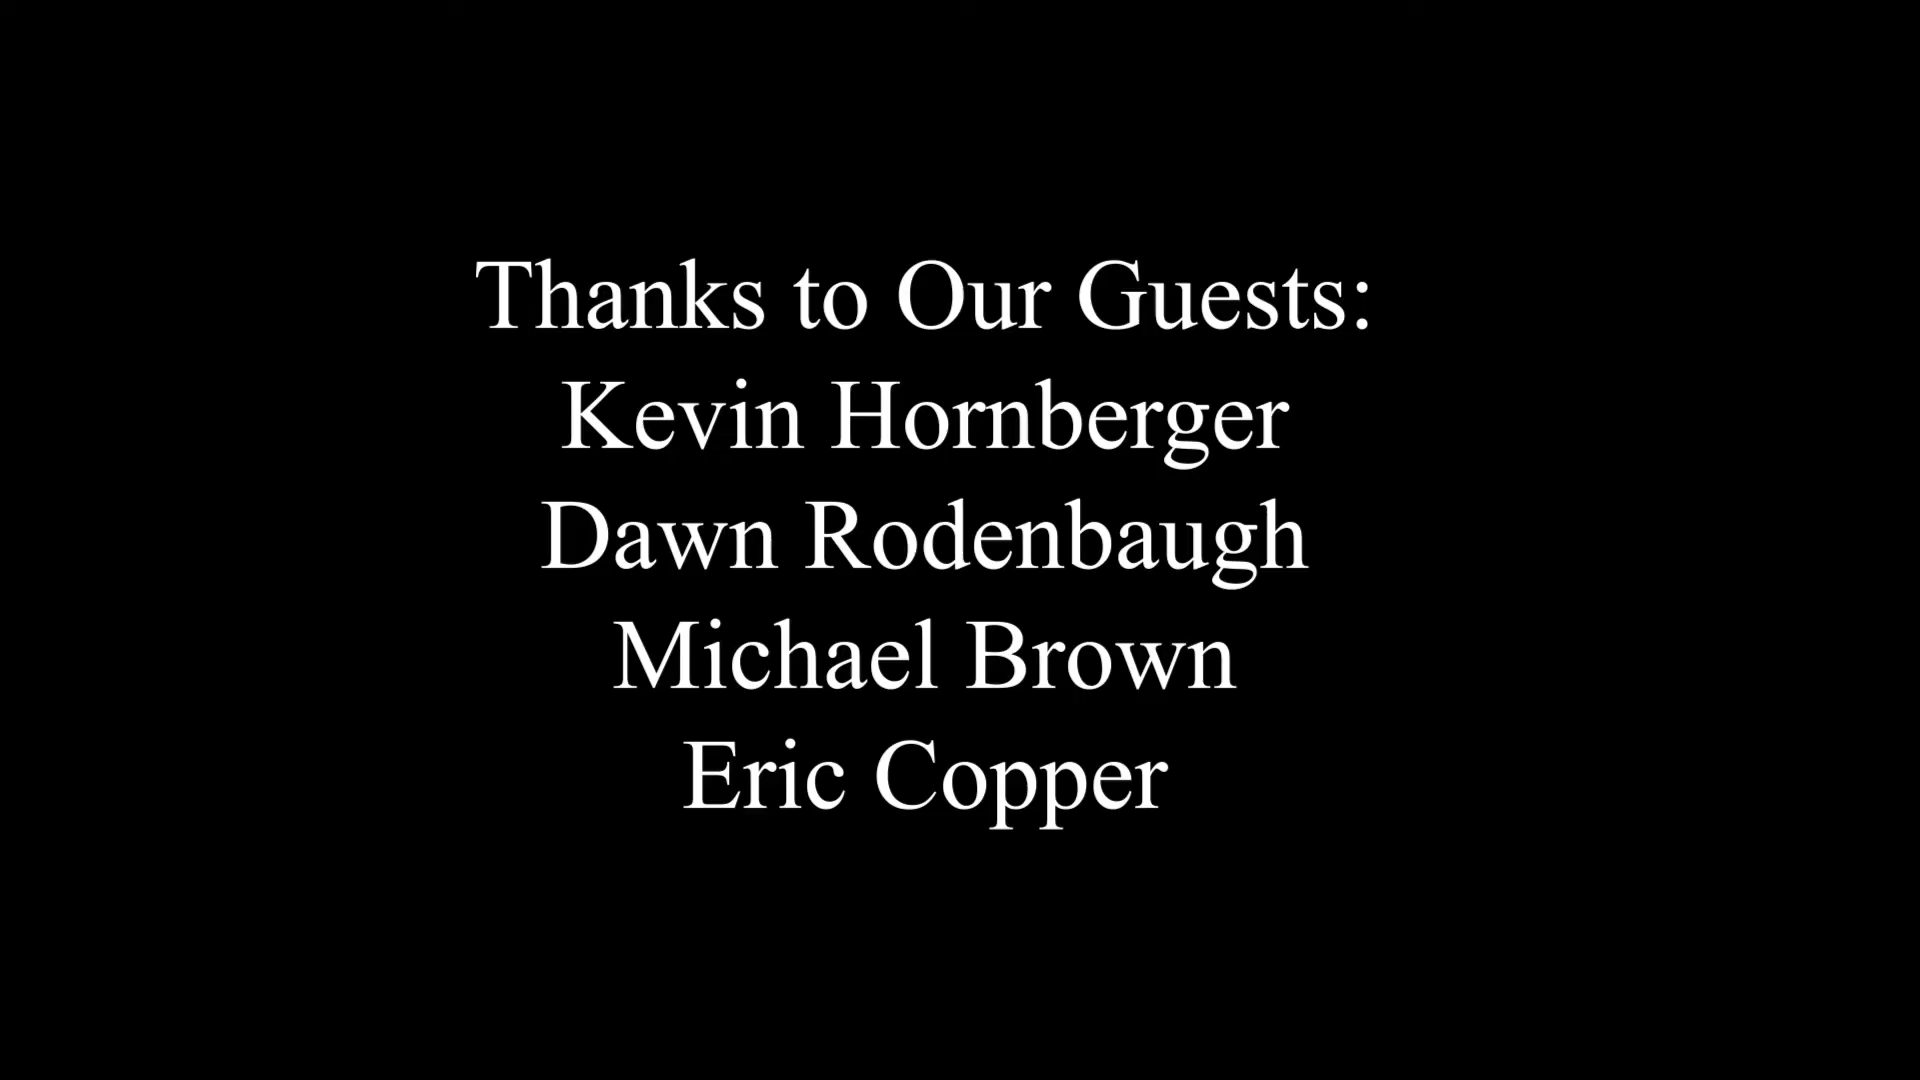 Thanks to Our Guests:
Kevin Hornberger
Dawn Rodenbaugh
Michael Brown
Eric Copper